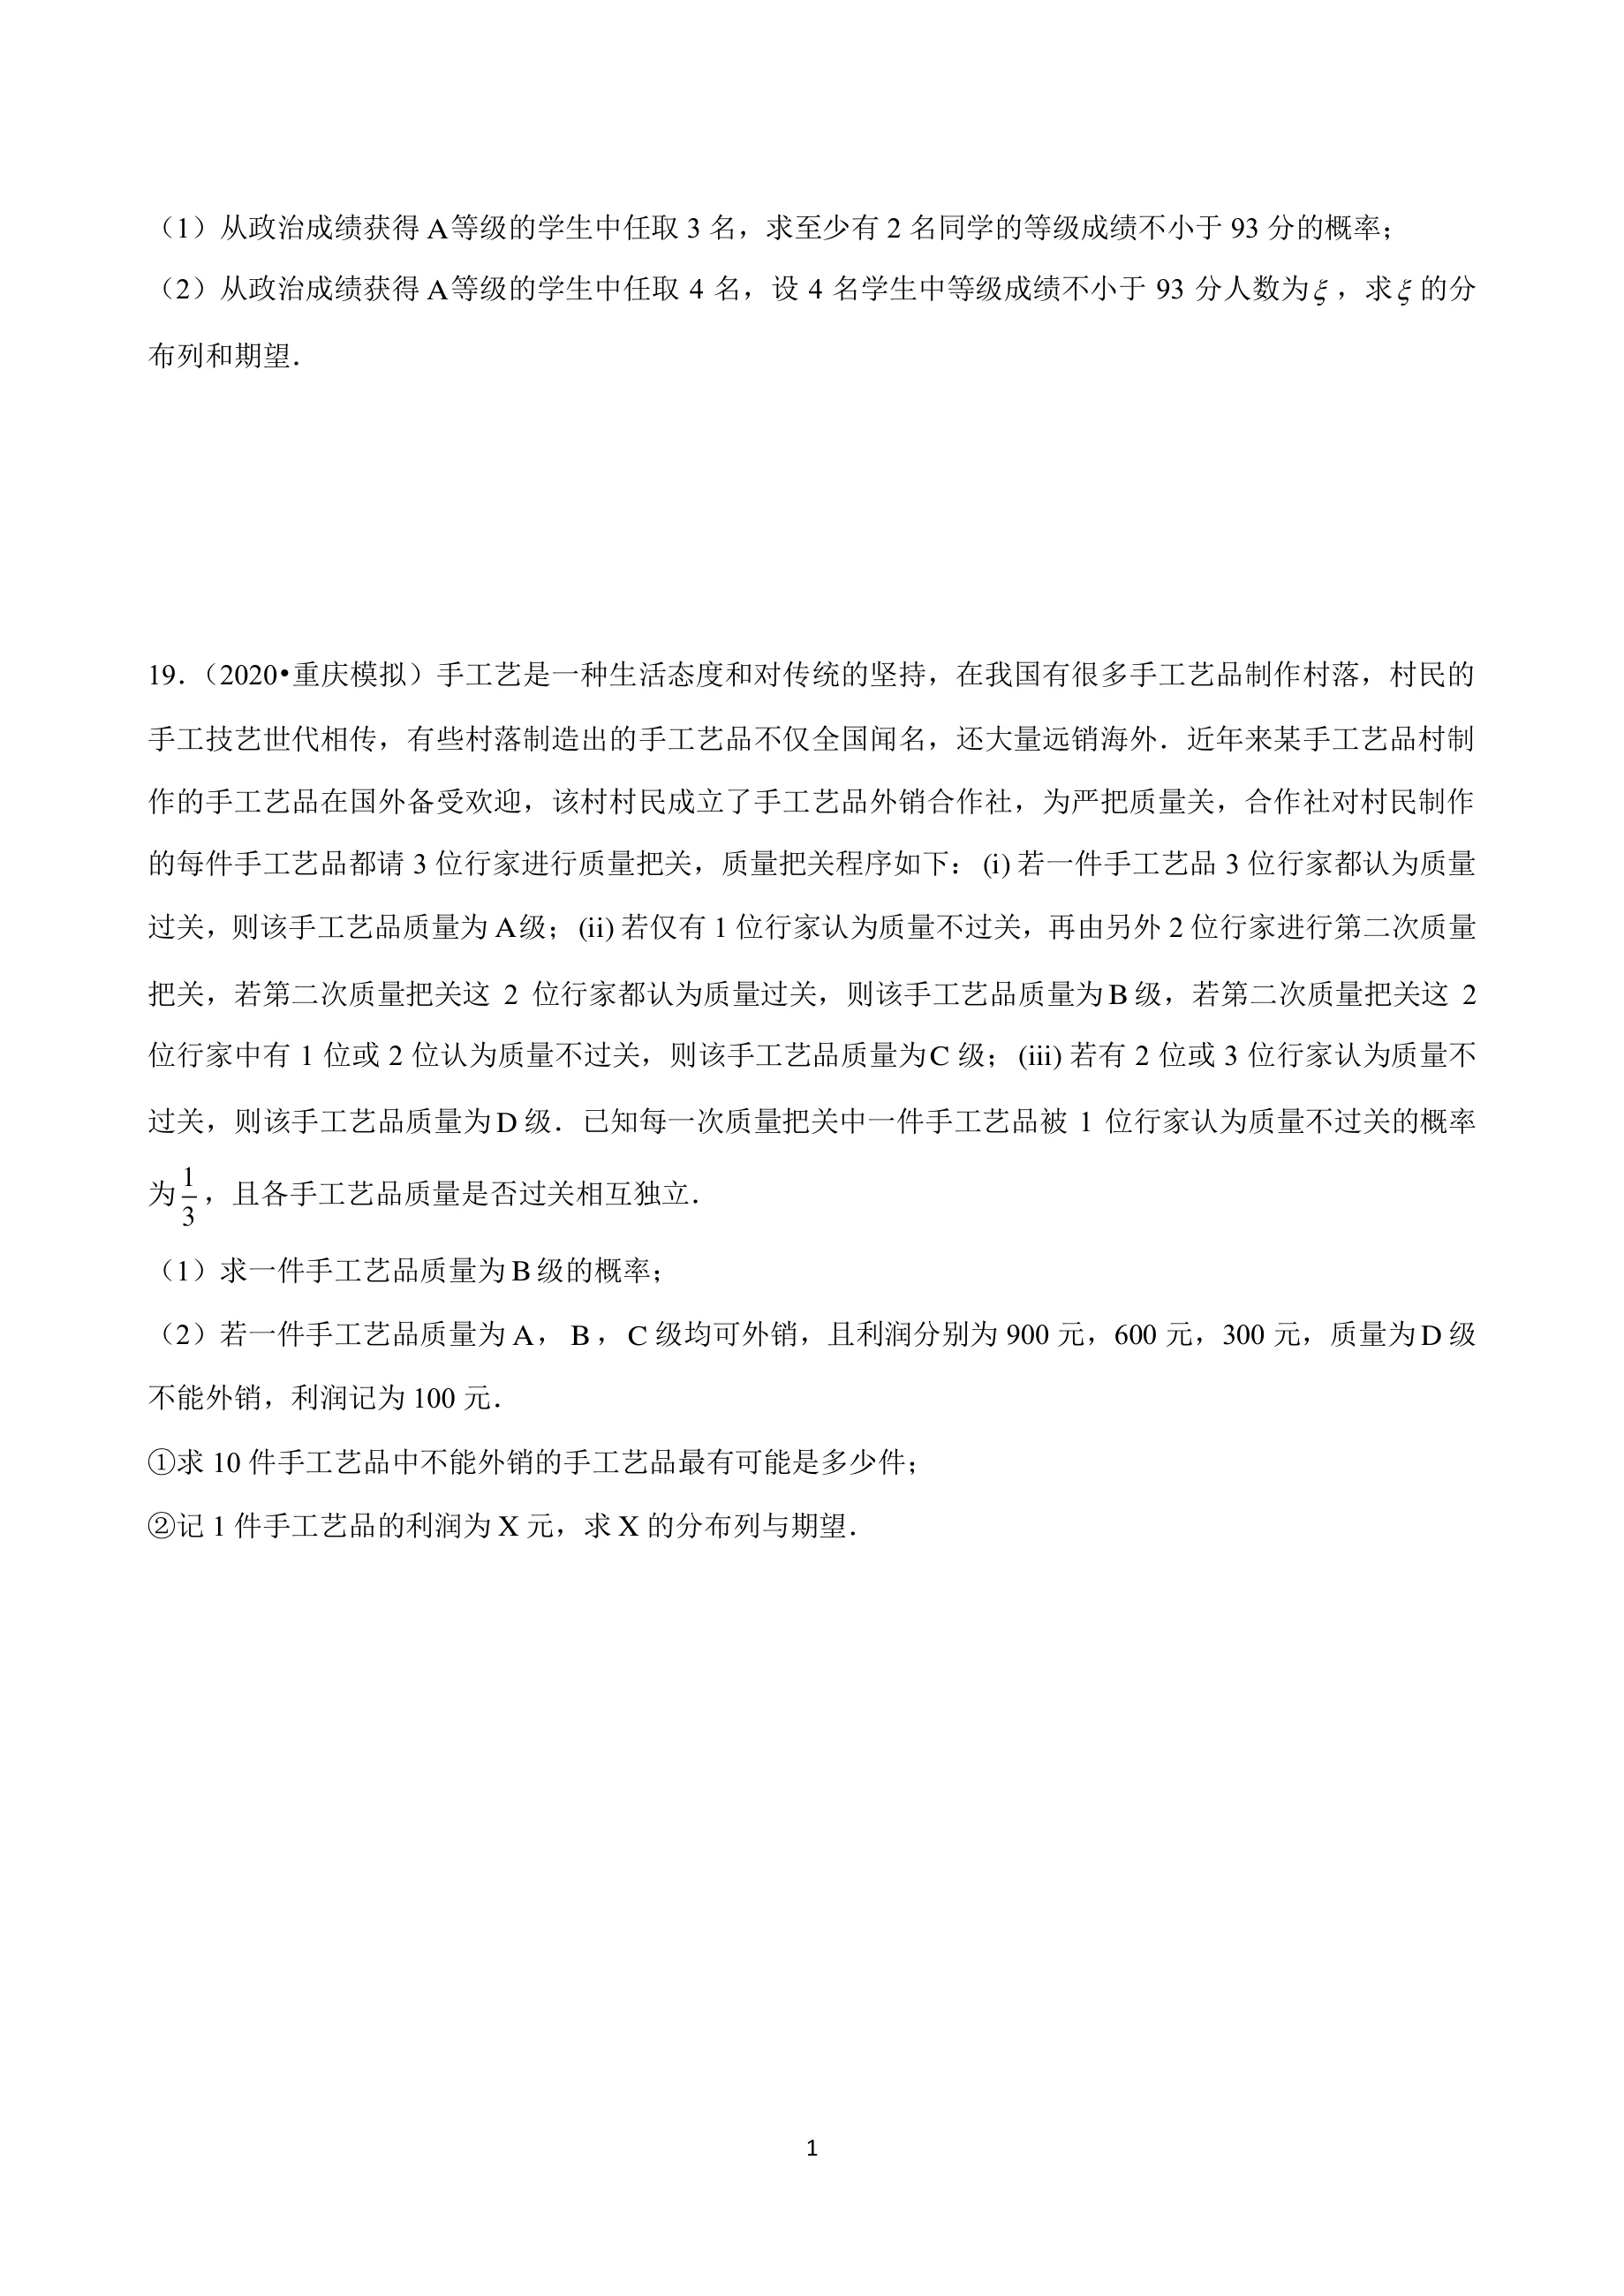 (1)从政治成绩获得 A等级的学生中任取 3 名，求至少有 2 名同学的等级成绩不小于 93 分的概率；
(2)从政治成绩获得 A等级的学生中任取 4 名，设 4 名学生中等级成绩不小于 93 分人数为ξ，求ξ的分
布列和期望．
19．（2020•重庆模拟）手工艺是一种生活态度和对传统的坚持，在我国有很多手工艺品制作村落，村民的
手工技艺世代相传，有些村落制造出的手工艺品不仅全国闻名，还大量远销海外．近年来某手工艺品村制
作的手工艺品在国外备受欢迎，该村村民成立了手工艺品外销合作社，为严把质量关，合作社对村民制作
的每件手工艺品都请 3 位行家进行质量把关，质量把关程序如下：(i) 若一件手工艺品 3 位行家都认为质量
过关，则该手工艺品质量为 A级；(ii) 若仅有 1 位行家认为质量不过关，再由另外 2 位行家进行第二次质量
把关，若第二次质量把关这 2 位行家都认为质量过关，则该手工艺品质量为 B 级，若第二次质量把关这 2
位行家中有 1 位或 2 位认为质量不过关，则该手工艺品质量为C 级；(iii) 若有 2 位或 3 位行家认为质量不
过关，则该手工艺品质量为 D 级．已知每一次质量把关中一件手工艺品被 1 位行家认为质量不过关的概率
为 1/3，且各手工艺品质量是否过关相互独立．
(1)求一件手工艺品质量为 B 级的概率；
(2)若一件手工艺品质量为 A，B，C 级均可外销，且利润分别为 900 元，600 元，300 元，质量为 D 级
不能外销，利润记为 100 元．
①求 10 件手工艺品中不能外销的手工艺品最有可能是多少件；
②记 1 件手工艺品的利润为 X 元，求 X 的分布列与期望．
1